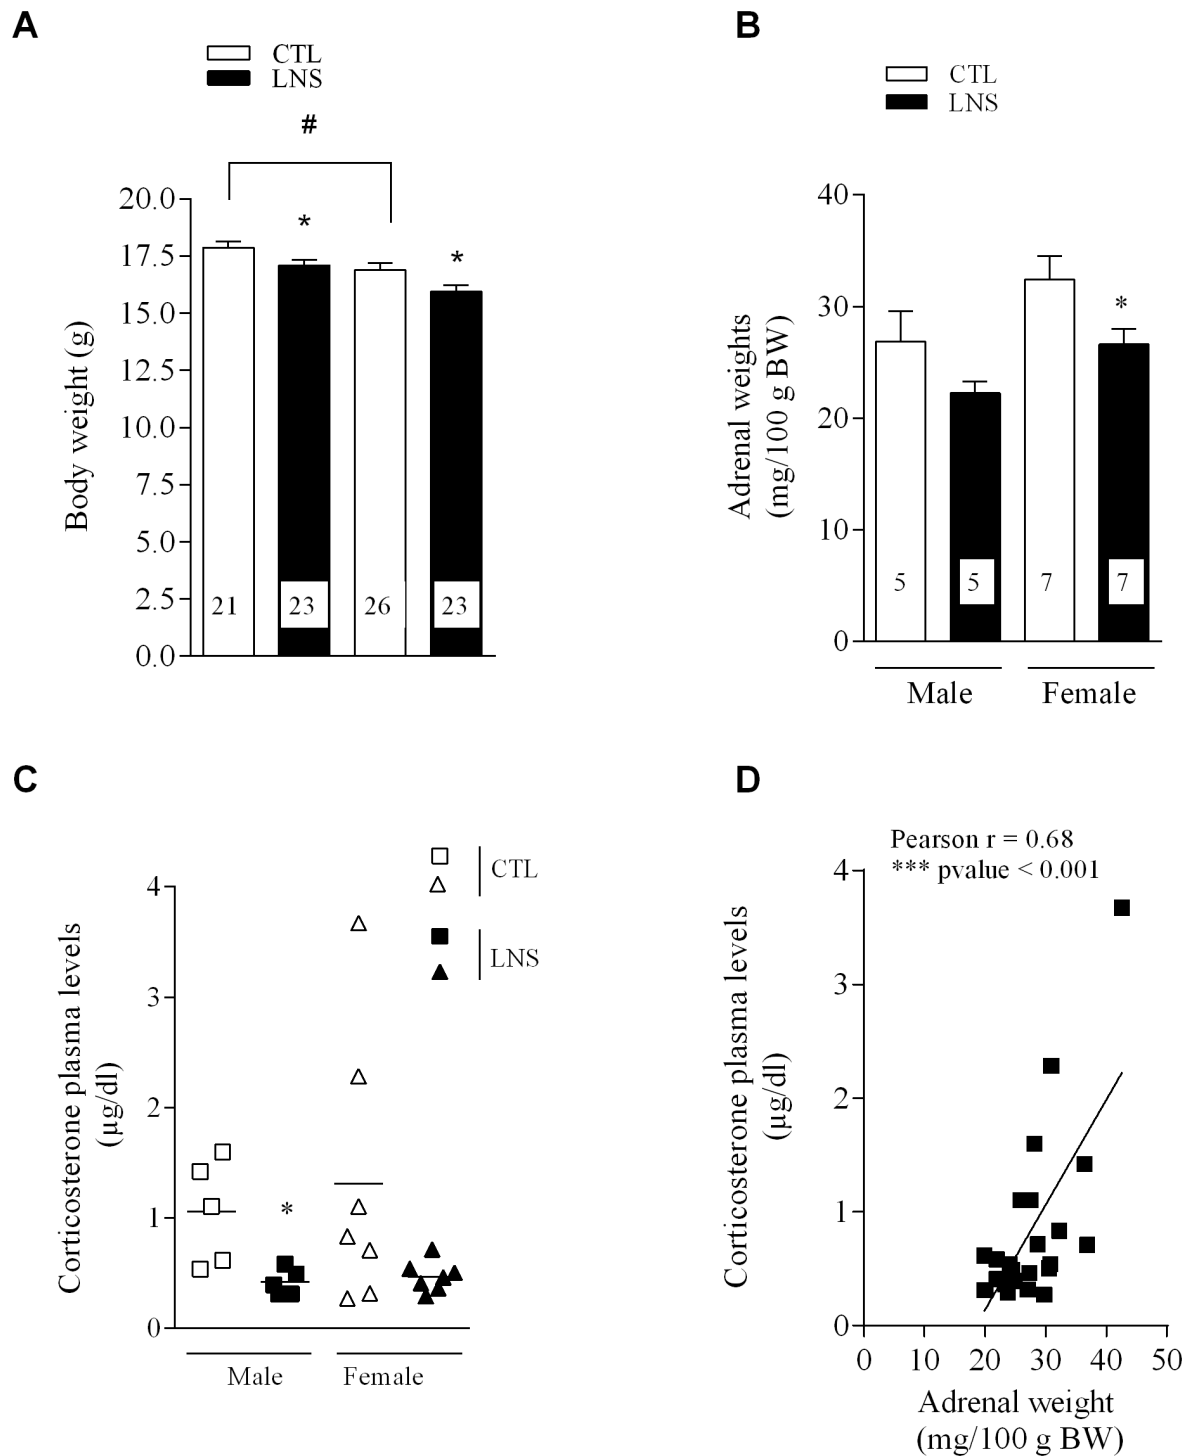 A
CTL
LNS
#
20.0
17.5
15.0
12.5
10.0
7.5
5.0
2.5
0.0
Body weight (g)
*
*
21
23
26
23
B
CTL
LNS
40
30
20
10
0
Adrenal weights
(mg/100 g BW)
*
5
5
7
7
Male
Female
C
CTL
LNS
4
3
2
1
0
Corticosterone plasma levels
(µg/dl)
*
Male
Female
D
Pearson r = 0.68
*** pvalue < 0.001
4
3
2
1
0
Corticosterone plasma levels
(µg/dl)
0 10 20 30 40 50
Adrenal weight
(mg/100 g BW)